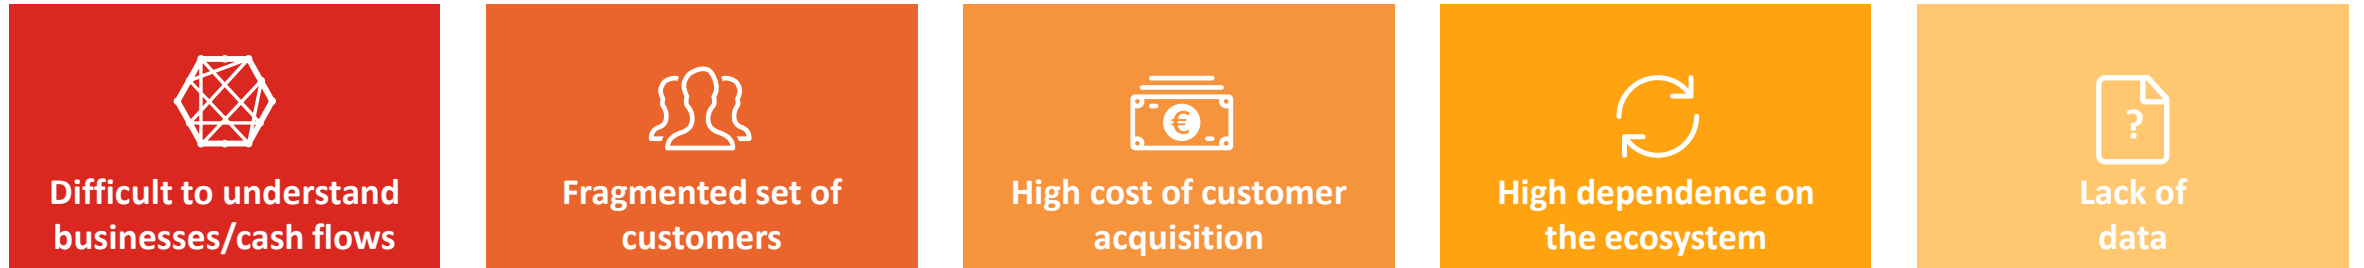 Difficult to understand
businesses/cash flows
Fragmented set of
customers
€
High cost of customer
acquisition
High dependence on
the ecosystem
?
Lack of
data